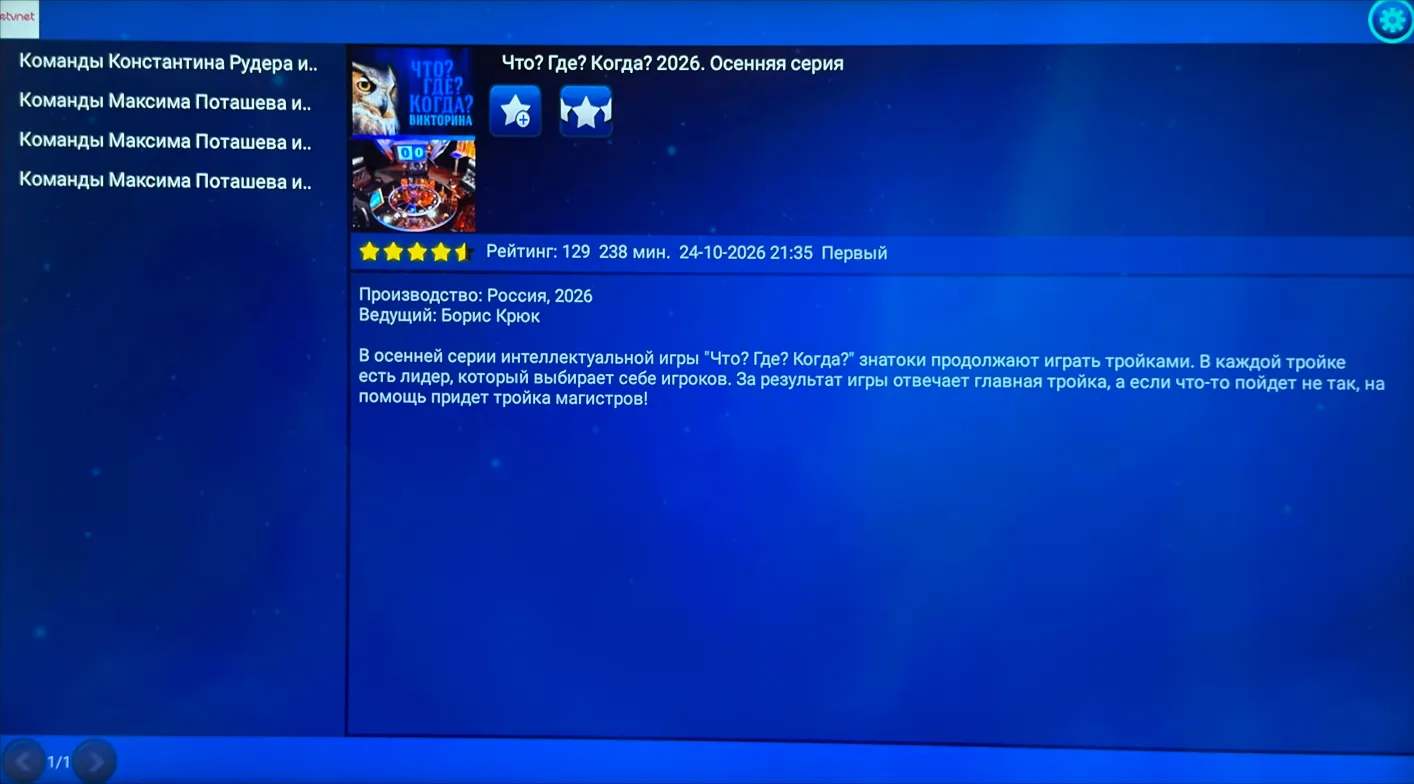 etvnet
Команды Константина Рудера и..
Команды Максима Поташева и..
Команды Максима Поташева и..
Команды Максима Поташева и..
ЧТО?
ГДЕ?
КОГДА?
ВИКТОРИНА
00
Что? Где? Когда? 2026. Осенняя серия
Рейтинг: 129 238 мин. 24-10-2026 21:35 Первый
Производство: Россия, 2026
Ведущий: Борис Крюк
В осенней серии интеллектуальной игры "Что? Где? Когда?" знатоки продолжают играть тройками. В каждой тройке
есть лидер, который выбирает себе игроков. За результат игры отвечает главная тройка, а если что-то пойдет не так, на
помощь придет тройка магистров!
1/1